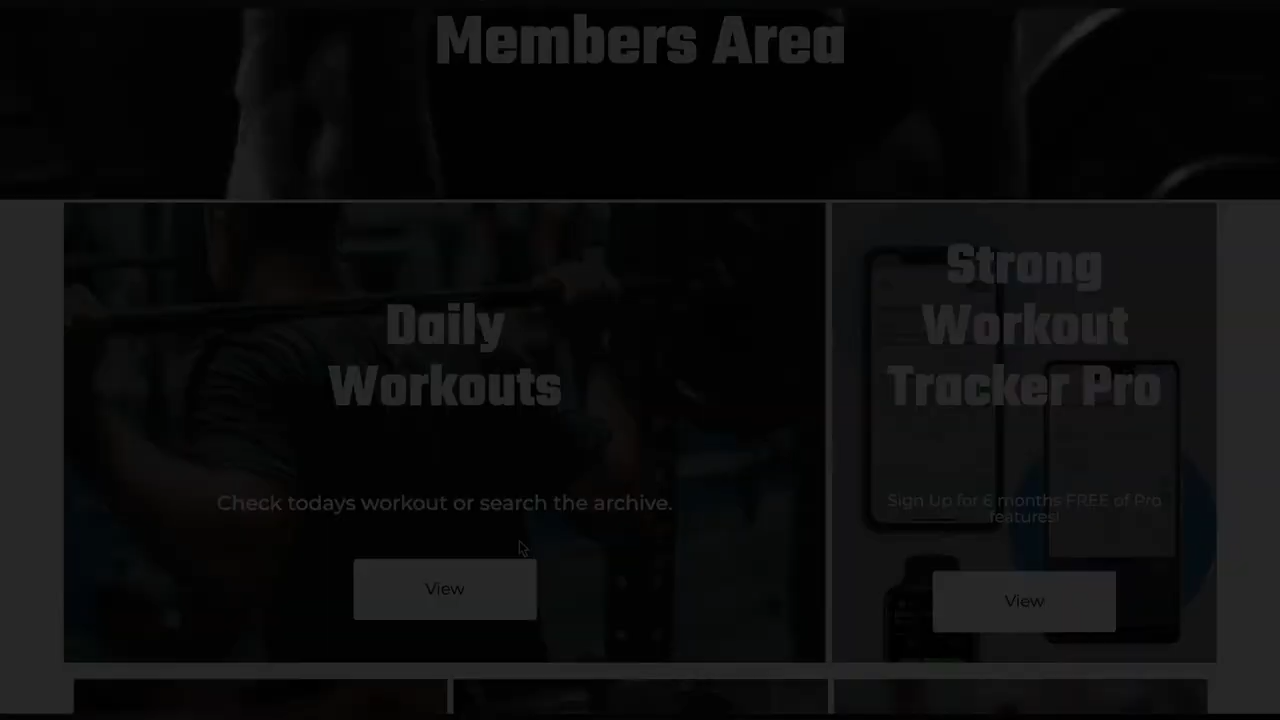 Members Area
Daily
Workouts
Check todays workout or search the archive.
View
Strong
Workout
Tracker Pro
Sign Up for 6 months FREE of Pro
features!
View